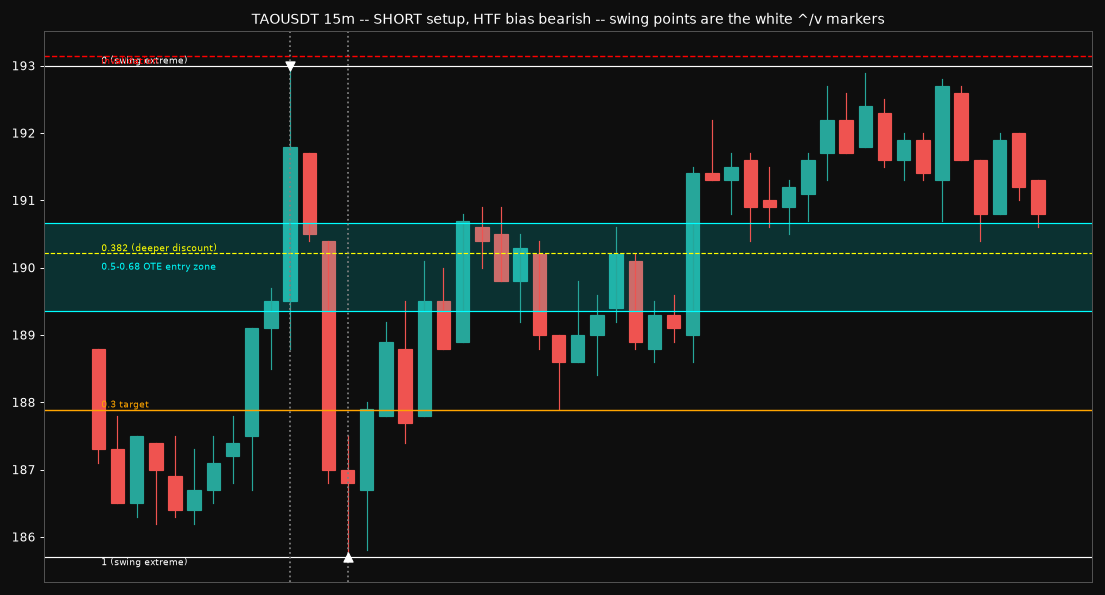 TAOUSDT 15m -- SHORT setup, HTF bias bearish -- swing points are the white ^/v markers
193
0 (swing extreme)
192
191
0.382 (deeper discount)
190
0.5-0.68 OTE entry zone
189
188
0.3 target
187
186
1 (swing extreme)